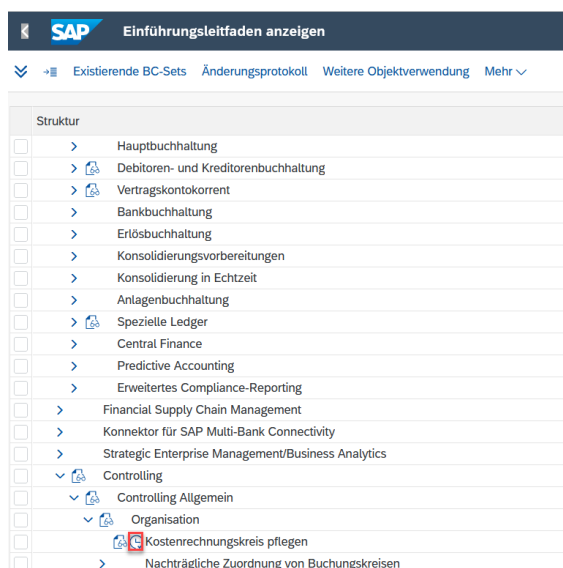 SAP Einführungsleitfaden anzeigen
Existierende BC-Sets Änderungsprotokoll Weitere Objektverwendung Mehr
Struktur
Hauptbuchhaltung
Debitoren- und Kreditorenbuchhaltung
Vertragskontokorrent
Bankbuchhaltung
Erlösbuchhaltung
Konsolidierungsvorbereitungen
Konsolidierung in Echtzeit
Anlagenbuchhaltung
Spezielle Ledger
Central Finance
Predictive Accounting
Erweitertes Compliance-Reporting
Financial Supply Chain Management
Konnektor für SAP Multi-Bank Connectivity
Strategic Enterprise Management/Business Analytics
Controlling
Controlling Allgemein
Organisation
Kostenrechnungskreis pflegen
Nachträgliche Zuordnung von Buchungskreisen